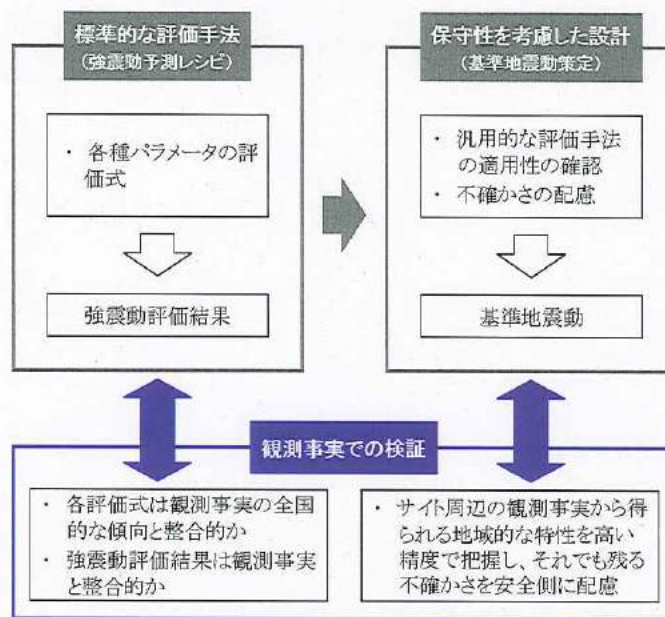 標準的な評価手法
(強震動予測レシピ)
・ 各種パラメータの評
価式
強震動評価結果
保守性を考慮した設計
(基準地震動策定)
・ 汎用的な評価手法
の適用性の確認
・ 不確かさの配慮
基準地震動
観測事実での検証
・ 各評価式は観測事実の全国
的な傾向と整合的か
・ 強震動評価結果は観測事実
と整合的か
・ サイト周辺の観測事実から得
られる地域的な特性を高い
精度で把握し、それでも残る
不確かさを安全側に配慮